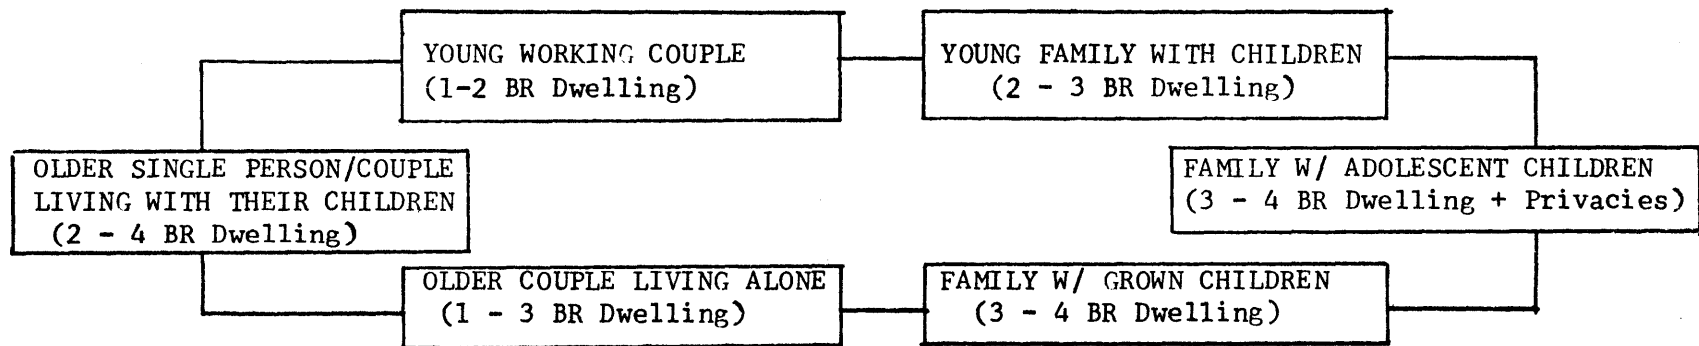 YOUNG WORKING COUPLE
(1-2 BR Dwelling)
YOUNG FAMILY WITH CHILDREN
(2 - 3 BR Dwelling)
OLDER SINGLE PERSON/COUPLE
LIVING WITH THEIR CHILDREN
(2 - 4 BR Dwelling)
FAMILY W/ ADOLESCENT CHILDREN
(3 - 4 BR Dwelling + Privacies)
OLDER COUPLE LIVING ALONE
(1 - 3 BR Dwelling)
FAMILY W/ GROWN CHILDREN
(3 - 4 BR Dwelling)